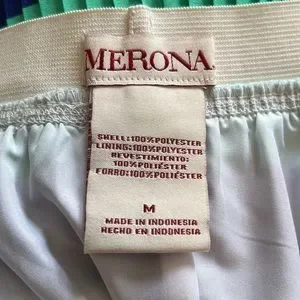 MERONA
SHELL: 100% POLYESTER
LINING: 100% POLYESTER
REVESTIMIENTO:
100% POLIÉSTER
FORRO: 100% POLIÉSTER
M
MADE IN INDONESIA
HECHO EN INDONESIA